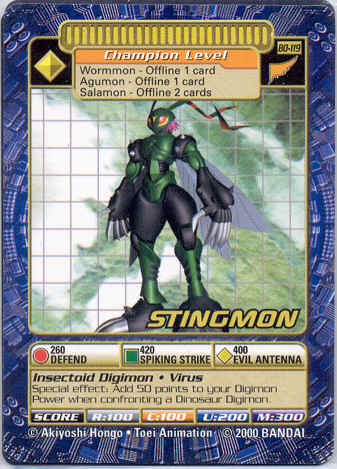 Champion Level
BO-119
Wormmon - Offline 1 card
Agumon - Offline 1 card
Salamon - Offline 2 cards
STINGMON
260 DEFEND
420 SPIKING STRIKE
400 EVIL ANTENNA
Insectoid Digimon • Virus
Special effect: Add 50 points to your Digimon
Power when confronting a Dinosaur Digimon.
SCORE R:100 C:100 U:200 M:300
© Akiyoshi Hongo • Toei Animation © 2000 BANDAI